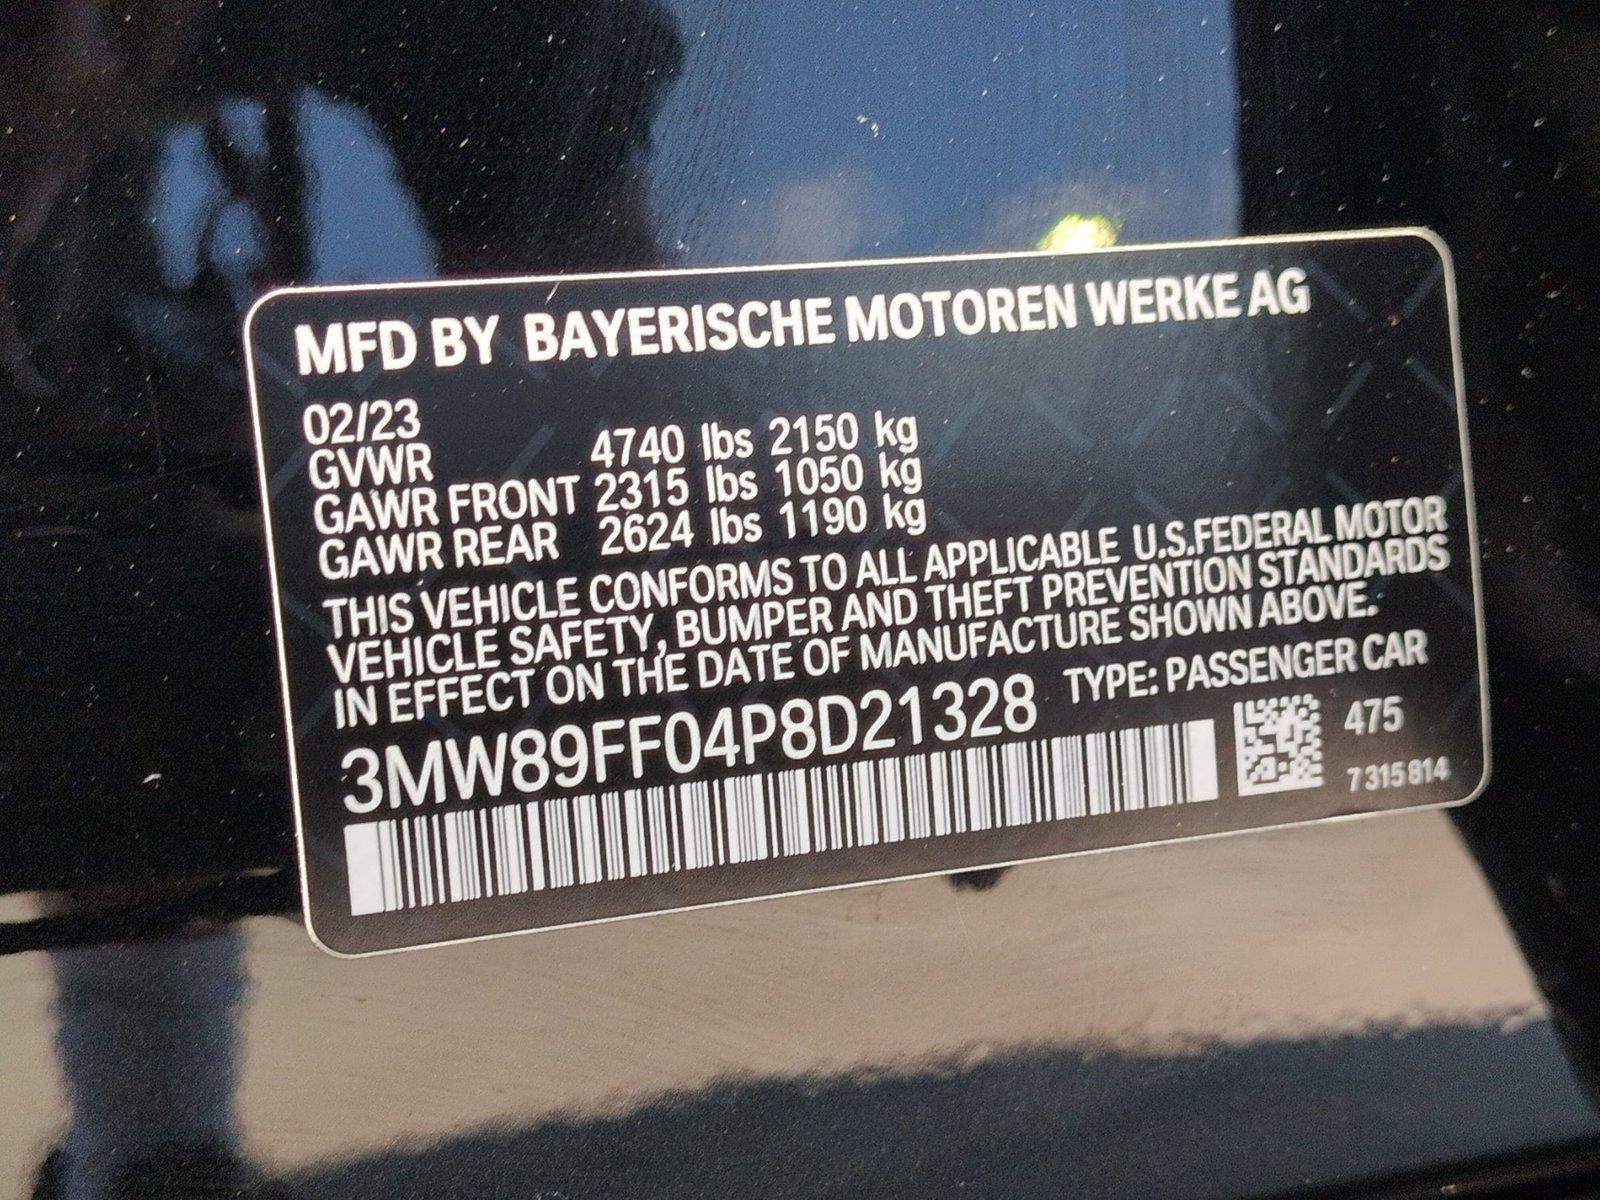 MFD BY BAYERISCHE MOTOREN WERKE AG
02/23
GVWR 4740 lbs 2150 kg
GAWR FRONT 2315 lbs 1050 kg
GAWR REAR 2624 lbs 1190 kg
THIS VEHICLE CONFORMS TO ALL APPLICABLE U.S.FEDERAL MOTOR
VEHICLE SAFETY, BUMPER AND THEFT PREVENTION STANDARDS
IN EFFECT ON THE DATE OF MANUFACTURE SHOWN ABOVE.
3MW89FF04P8D21328 TYPE: PASSENGER CAR
475
7 315 814